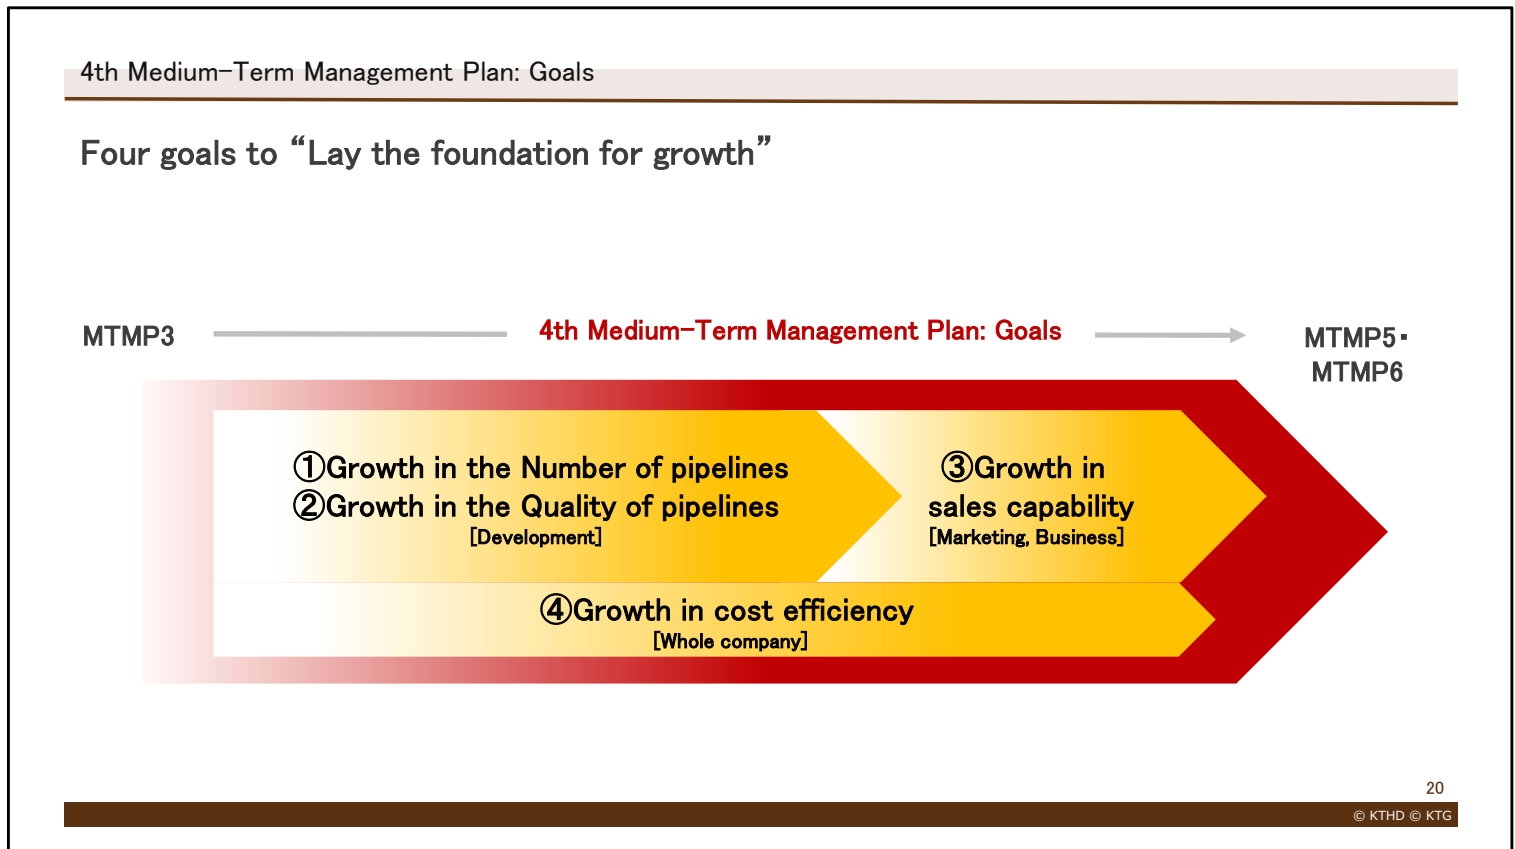 4th Medium-Term Management Plan: Goals
Four goals to “Lay the foundation for growth”
MTMP3
4th Medium-Term Management Plan: Goals
MTMP5・
MTMP6
①Growth in the Number of pipelines
②Growth in the Quality of pipelines
[Development]
③Growth in
sales capability
[Marketing, Business]
④Growth in cost efficiency
[Whole company]
20
© KTHD © KTG